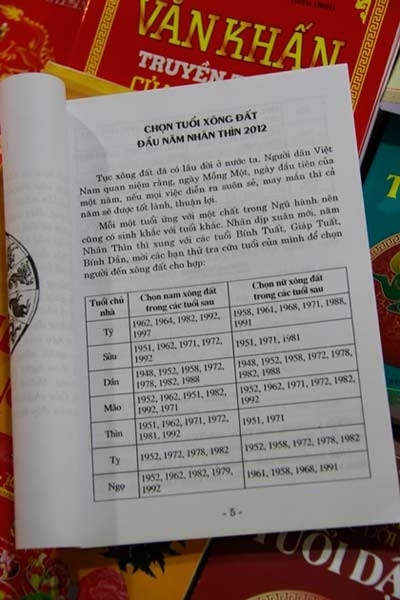 VĂN KHẤN
TRUYỀN
CỦA
CHỌN TUỔI XÔNG ĐẤT
ĐẦU NĂM NHÂN THÌN 2012
Tục xông đất đã có lâu đời ở nước ta. Người dân Việt
Nam quan niệm rằng, ngày Mồng Một, ngày đầu tiên của
một năm, nếu mọi việc diễn ra suôn sẻ, may mắn thì cả
năm sẽ được tốt lành, thuận lợi.
Mỗi một tuổi ứng với một chất trong Ngũ hành nên
cũng có sinh khắc với tuổi khác. Nhân dịp xuân mới, năm
Nhâm Thìn thì xung với các tuổi Bính Tuất, Giáp Tuất,
Bính Dần, mời các bạn thử tra cứu tuổi của mình để chọn
người đến xông đất cho hợp:
Tuổi chủ nhà | Chọn nam xông đất trong các tuổi sau | Chọn nữ xông đất trong các tuổi sau
Tý | 1962, 1964, 1982, 1992, 1997 | 1958, 1961, 1968, 1971, 1988, 1991
Sửu | 1951, 1962, 1971, 1972, 1992 | 1951, 1971, 1981
Dần | 1948, 1952, 1958, 1972, 1978, 1982, 1988 | 1948, 1952, 1958, 1972, 1978, 1982, 1988
Mão | 1952, 1962, 1951, 1982, 1992, 1971 | 1952, 1962, 1971, 1972, 1982, 1992
Thìn | 1951, 1962, 1971, 1972, 1981, 1992 | 1951, 1971
Tỵ | 1952, 1972, 1978, 1982 | 1952, 1958, 1972, 1978, 1982
Ngọ | 1952, 1962, 1982, 1979, 1992 | 1961, 1958, 1968, 1991
- 5 -
TUỔI DẬ